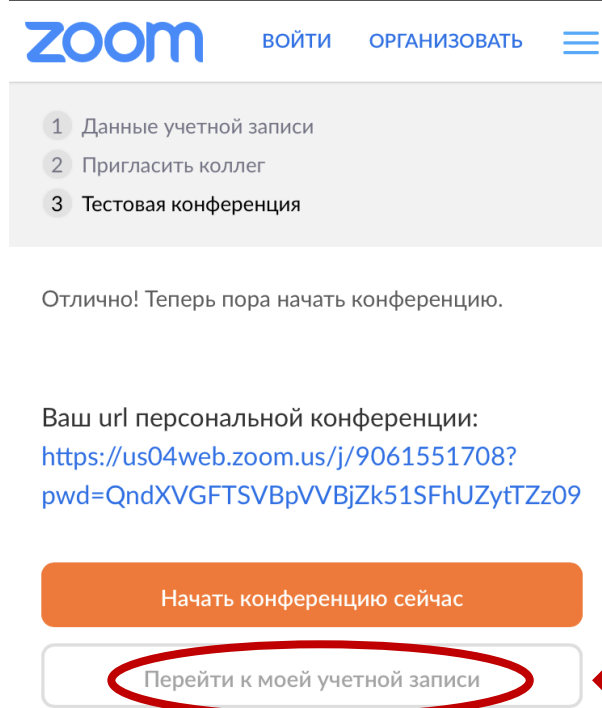 zoom ВОЙТИ ОРГАНИЗОВАТЬ
1 Данные учетной записи
2 Пригласить коллег
3 Тестовая конференция
Отлично! Теперь пора начать конференцию.
Ваш url персональной конференции:
https://us04web.zoom.us/j/9061551708?
pwd=QndXVGFTSVBpVVBjZk51SFhUZytTZz09
Начать конференцию сейчас
Перейти к моей учетной записи